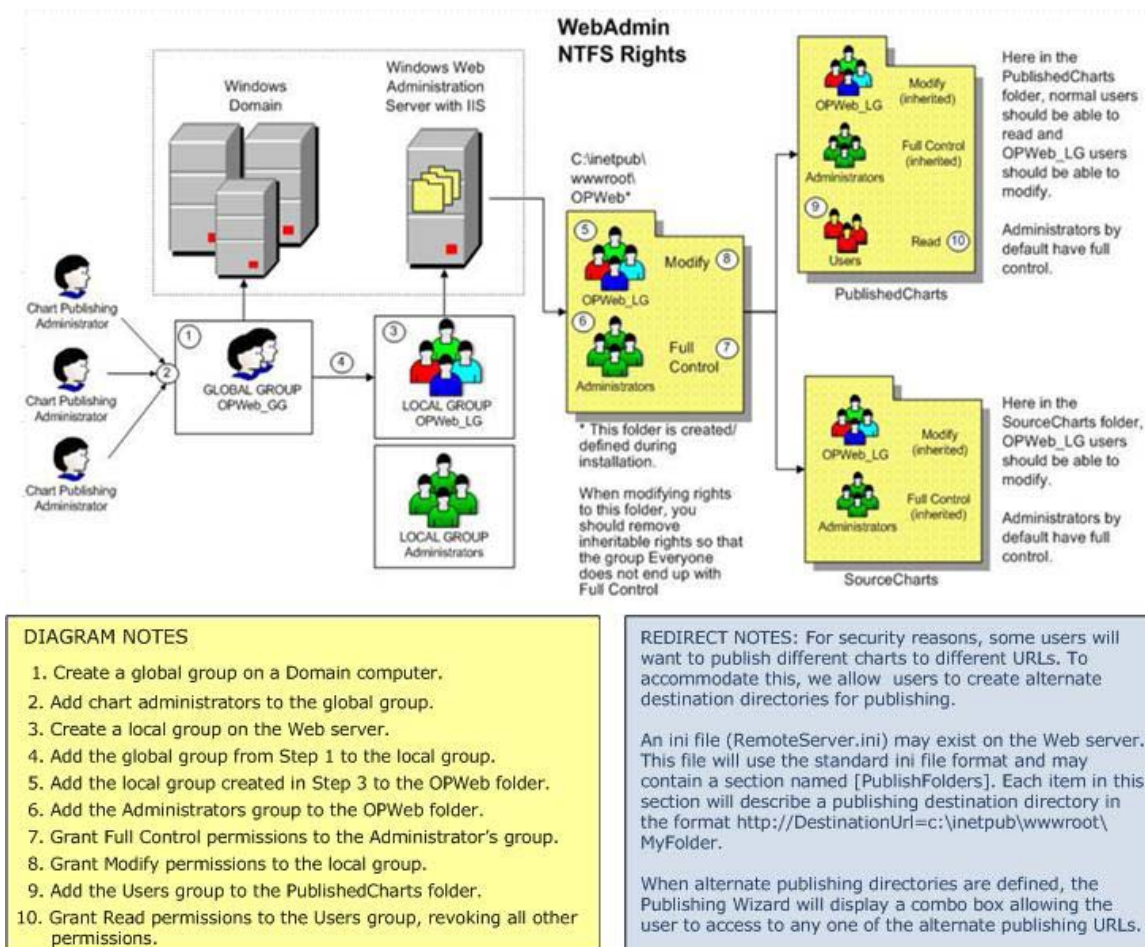 WebAdmin
NTFS Rights
Windows
Domain
Windows Web
Administration
Server with IIS
Chart Publishing
Administrator
Chart Publishing
Administrator
Chart Publishing
Administrator
1
2
GLOBAL GROUP
OPWeb_GG
4
3
LOCAL GROUP
OPWeb_LG
LOCAL GROUP
Administrators
C:\inetpub\
wwwroot\
OPWeb*
5
OPWeb_LG
Modify
8
6
Administrators
Full
Control
7
* This folder is created/
defined during
installation.
When modifying rights
to this folder, you
should remove
inheritable rights so that
the group Everyone
does not end up with
Full Control
OPWeb_LG
Modify
(inherited)
Administrators
Full Control
(inherited)
9
Users
Read
10
PublishedCharts
Here in the
PublishedCharts
folder, normal users
should be able to
read and
OPWeb_LG users
should be able to
modify.
Administrators by
default have full
control.
OPWeb_LG
Modify
(inherited)
Administrators
Full Control
(inherited)
SourceCharts
Here in the
SourceCharts folder,
OPWeb_LG users
should be able to
modify.
Administrators by
default have full
control.
DIAGRAM NOTES
1. Create a global group on a Domain computer.
2. Add chart administrators to the global group.
3. Create a local group on the Web server.
4. Add the global group from Step 1 to the local group.
5. Add the local group created in Step 3 to the OPWeb folder.
6. Add the Administrators group to the OPWeb folder.
7. Grant Full Control permissions to the Administrator's group.
8. Grant Modify permissions to the local group.
9. Add the Users group to the PublishedCharts folder.
10. Grant Read permissions to the Users group, revoking all other
permissions.
REDIRECT NOTES: For security reasons, some users will
want to publish different charts to different URLs. To
accommodate this, we allow users to create alternate
destination directories for publishing.
An ini file (RemoteServer.ini) may exist on the Web server.
This file will use the standard ini file format and may
contain a section named [PublishFolders]. Each item in this
section will describe a publishing destination directory in
the format http://DestinationUrl=c:\inetpub\wwwroot\
MyFolder.
When alternate publishing directories are defined, the
Publishing Wizard will display a combo box allowing the
user to access to any one of the alternate publishing URLs.